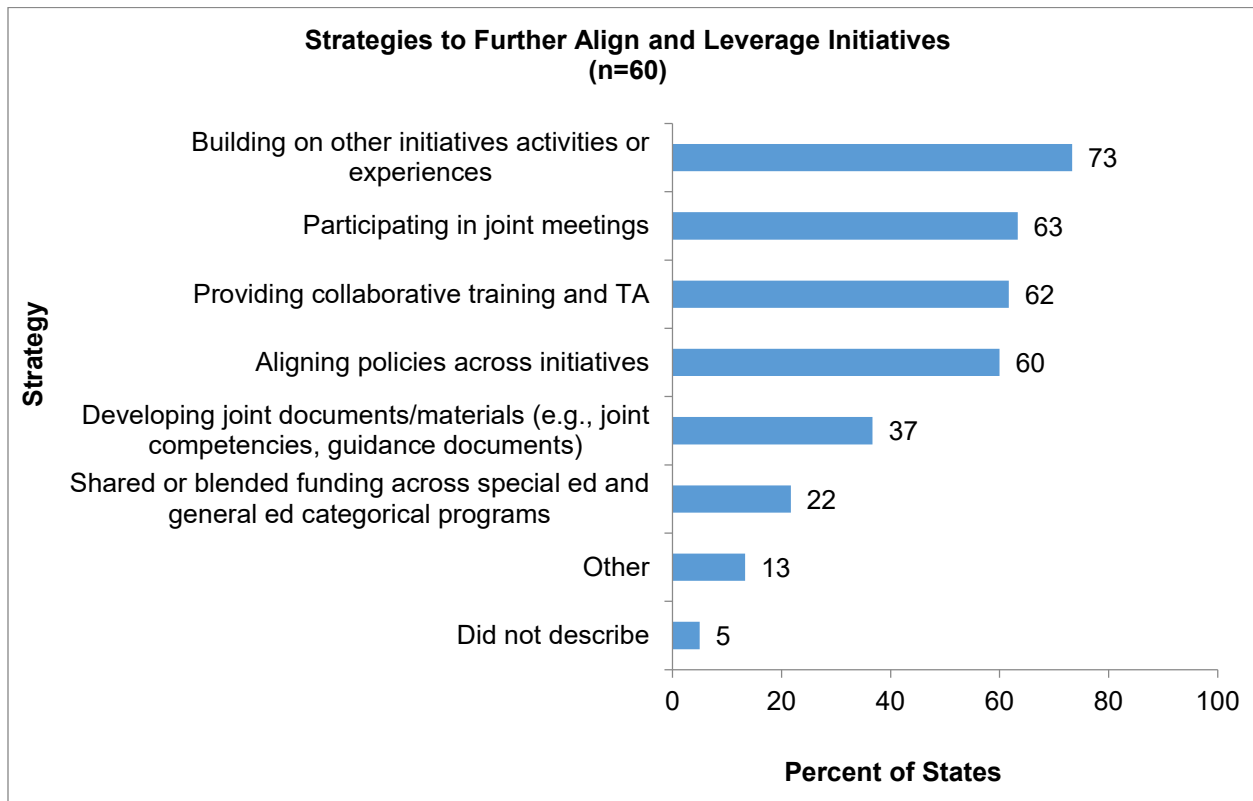 Strategies to Further Align and Leverage Initiatives
(n=60)
Strategy
Building on other initiatives activities or
experiences
73
Participating in joint meetings
63
Providing collaborative training and TA
62
Aligning policies across initiatives
60
Developing joint documents/materials (e.g., joint
competencies, guidance documents)
37
Shared or blended funding across special ed and
general ed categorical programs
22
Other
13
Did not describe
5
0 20 40 60 80 100
Percent of States